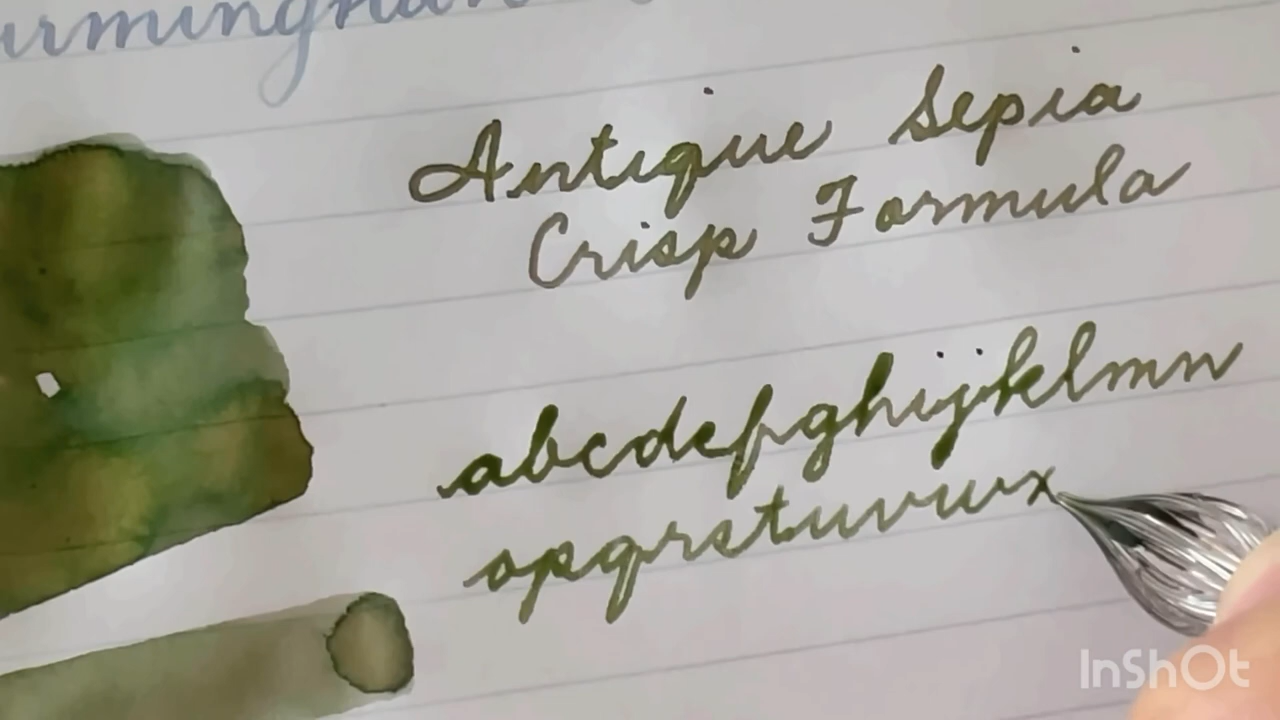 Antique Sepia
Crisp Formula
abcdefghijklmn
opqrstuvwx
InShOt